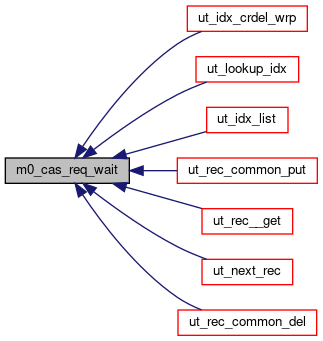 ut_idx_crdel_wrp
ut_lookup_idx
ut_idx_list
m0_cas_req_wait
ut_rec_common_put
ut_rec__get
ut_next_rec
ut_rec_common_del